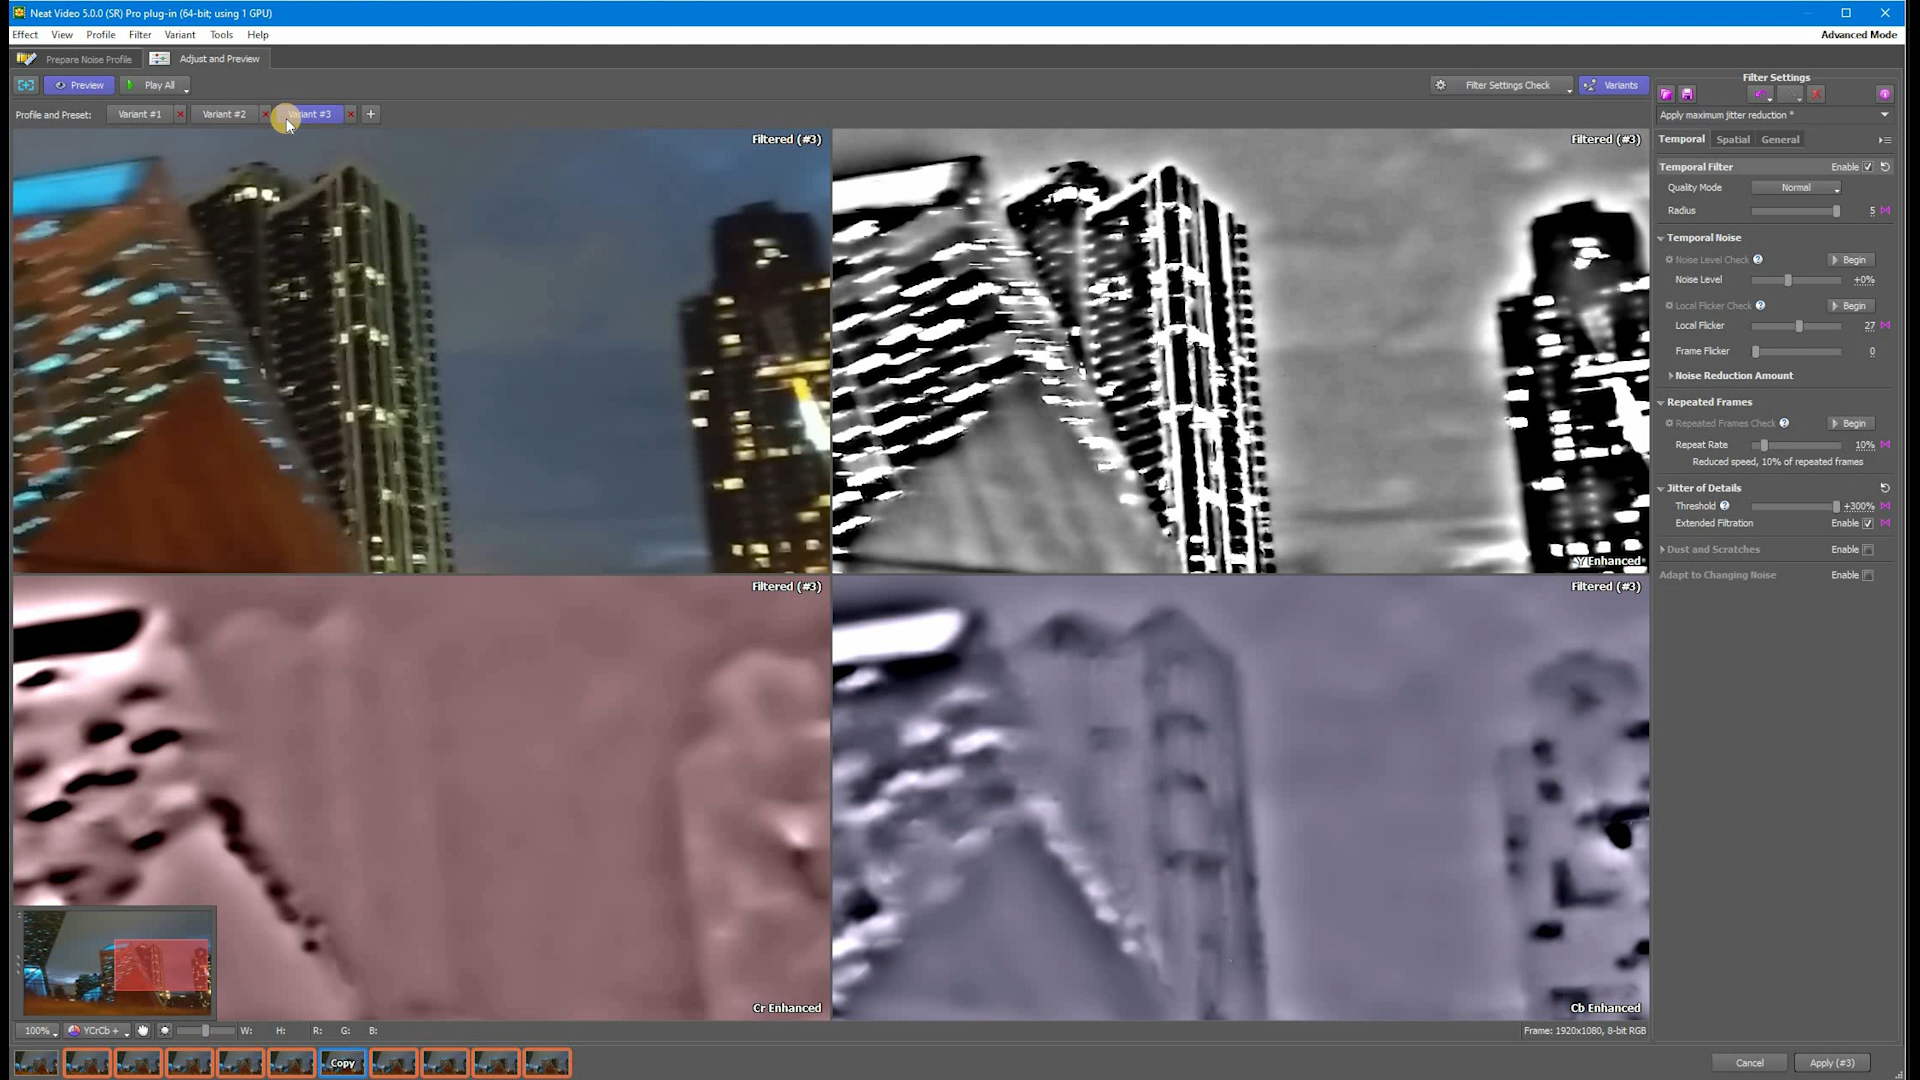 Neat Video 5.0.0 (SR) Pro plug-in (64-bit; using 1 GPU)
Effect View Profile Filter Variant Tools Help
Advanced Mode
Prepare Noise Profile Adjust and Preview
Filter Settings
Preview Play All Filter Settings Check Variants
Profile and Preset: Variant #1 Variant #2 Variant #3 +
Apply maximum jitter reduction *
Filtered (#3)
Filtered (#3)
Temporal Spatial General
Temporal Filter Enable
Quality Mode Normal
Radius 5
Temporal Noise
Noise Level Check Begin
Noise Level +0%
Local Flicker Check Begin
Local Flicker 27
Frame Flicker 0
Noise Reduction Amount
Repeated Frames
Repeated Frames Check Begin
Repeat Rate 10%
Reduced speed, 10% of repeated frames
Jitter of Details
Threshold +300%
Extended Filtration Enable
Dust and Scratches Enable
Adapt to Changing Noise Enable
Y Enhanced
Filtered (#3)
Filtered (#3)
Cr Enhanced
Cb Enhanced
100% YCrCb + W: H: R: G: B:
Frame: 1920x1080, 8-bit RGB
Copy
Cancel Apply (#3)